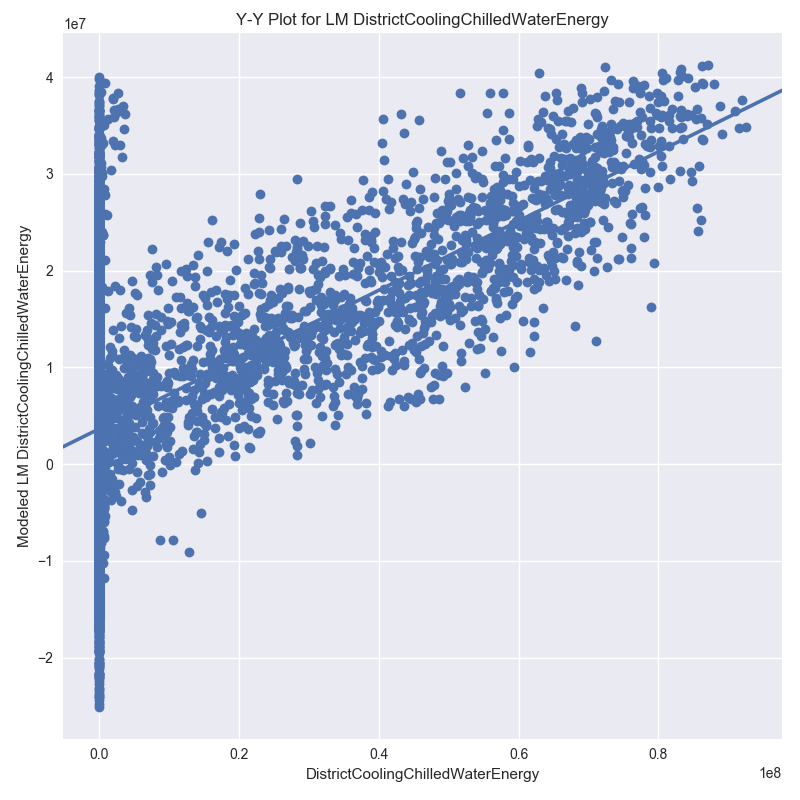 Y-Y Plot for LM DistrictCoolingChilledWaterEnergy
1e7
4
3
2
1
0
−1
−2
Modeled LM DistrictCoolingChilledWaterEnergy
0.0 0.2 0.4 0.6 0.8
1e8
DistrictCoolingChilledWaterEnergy